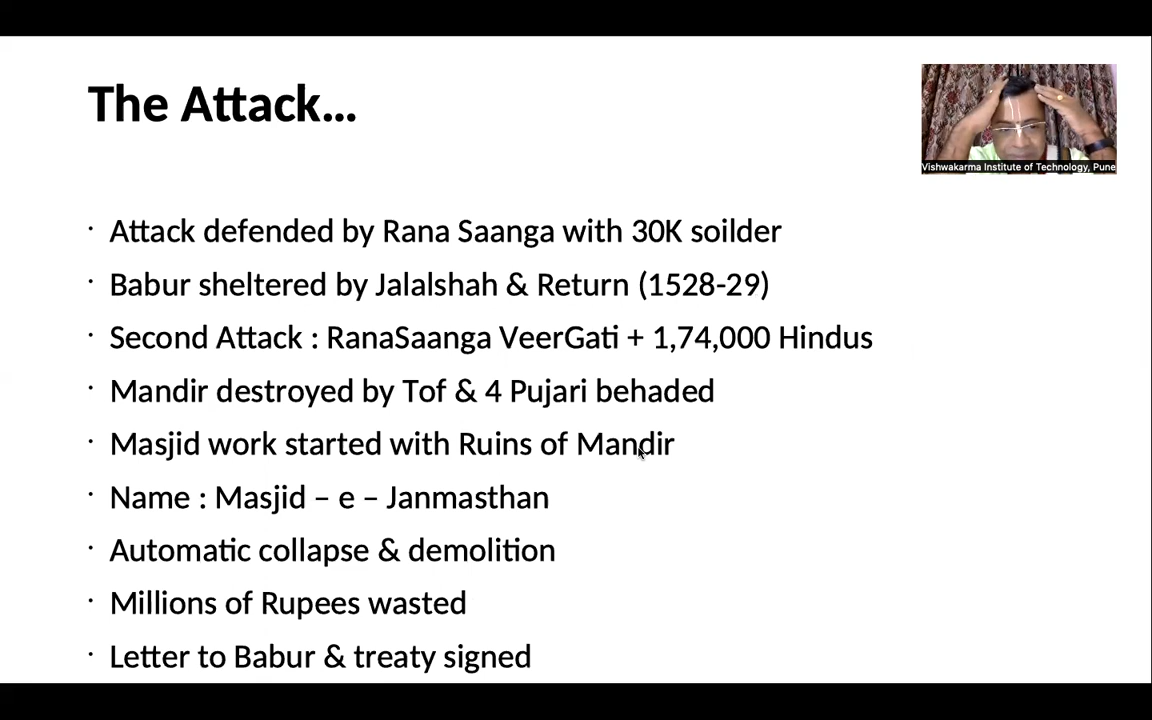 The Attack...
Vishwakarma Institute of Technology, Pune
· Attack defended by Rana Saanga with 30K soilder
· Babur sheltered by Jalalshah & Return (1528-29)
· Second Attack : RanaSaanga VeerGati + 1,74,000 Hindus
· Mandir destroyed by Tof & 4 Pujari behaded
· Masjid work started with Ruins of Mandir
· Name : Masjid – e – Janmasthan
· Automatic collapse & demolition
· Millions of Rupees wasted
· Letter to Babur & treaty signed